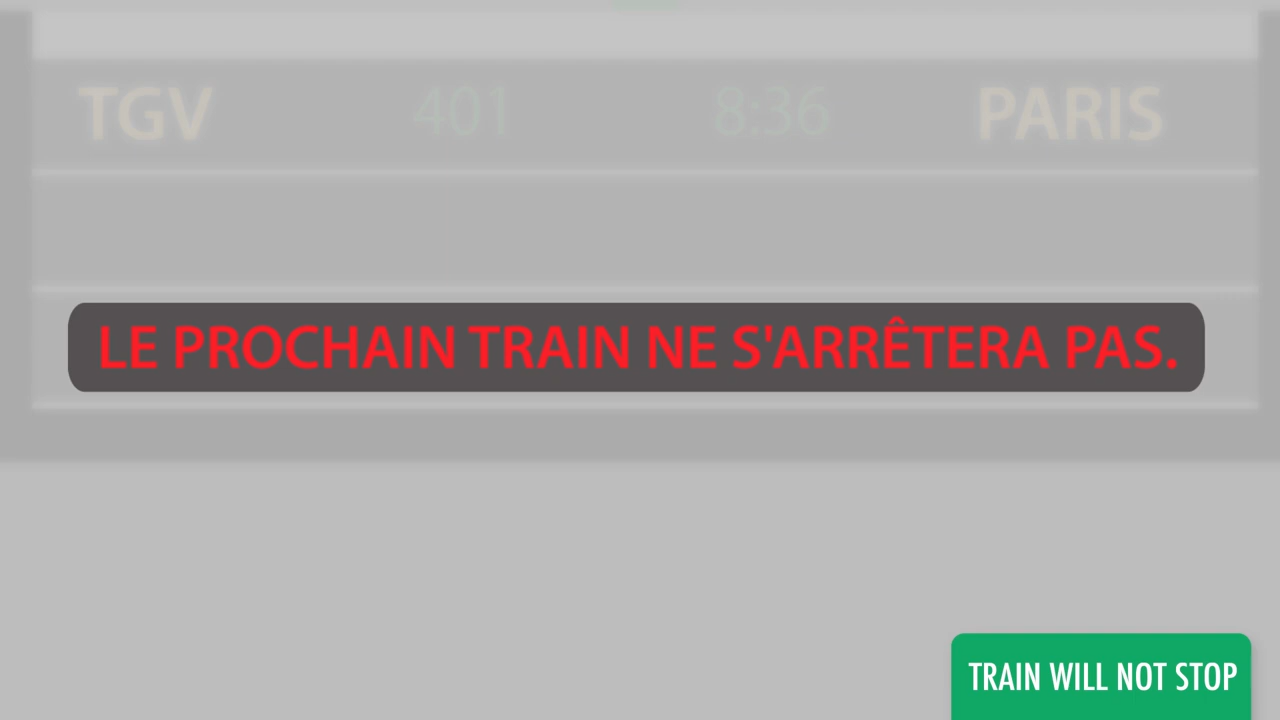 TGV 401 8:36 PARIS
LE PROCHAIN TRAIN NE S'ARRÊTERA PAS.
TRAIN WILL NOT STOP